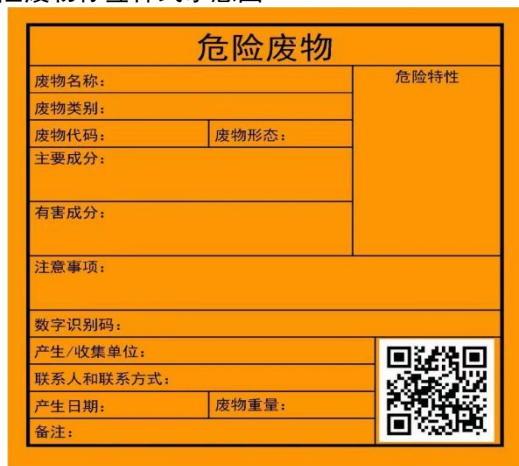 危险废物
废物名称：
危险特性
废物类别：
废物代码：
废物形态：
主要成分：
有害成分：
注意事项：
数字识别码：
产生/收集单位：
联系人和联系方式：
产生日期：
废物重量：
备注：